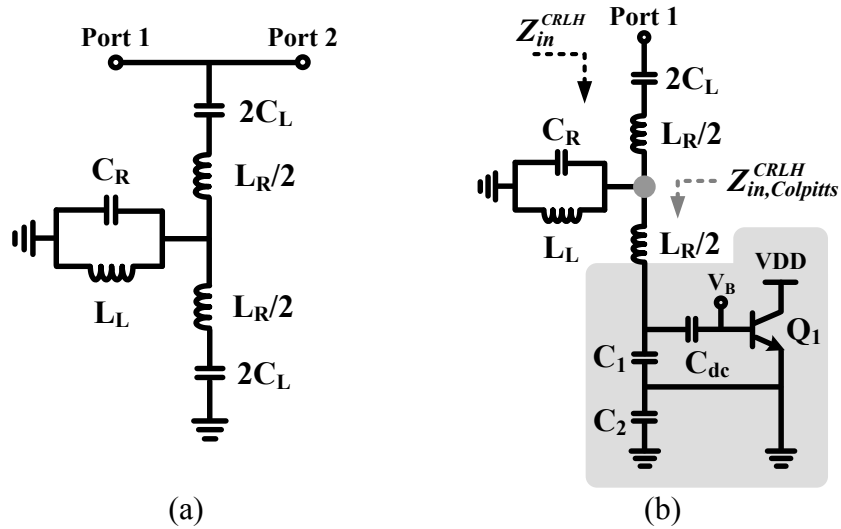 Port 1
Port 2
2C_L
C_R
L_R/2
L_L
L_R/2
2C_L
(a)
Z_in^CRLH
Port 1
2C_L
C_R
L_R/2
Z_in,Colpitts^CRLH
L_L
L_R/2
VDD
V_B
Q_1
C_1
C_dc
C_2
(b)